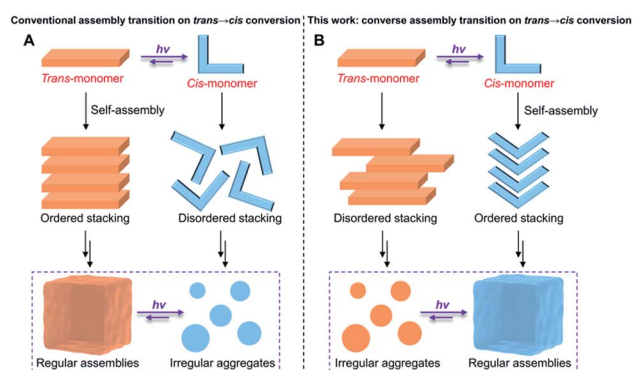 Conventional assembly transition on trans→cis conversion
A
hv
Trans-monomer
Cis-monomer
Self-assembly
Ordered stacking
Disordered stacking
hv
Regular assemblies
Irregular aggregates
This work: converse assembly transition on trans→cis conversion
B
hv
Trans-monomer
Cis-monomer
Self-assembly
Disordered stacking
Ordered stacking
hv
Irregular aggregates
Regular assemblies